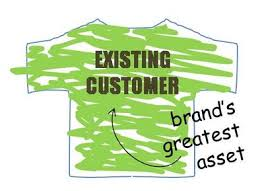 EXISTING
CUSTOMER
brand's
greatest
asset